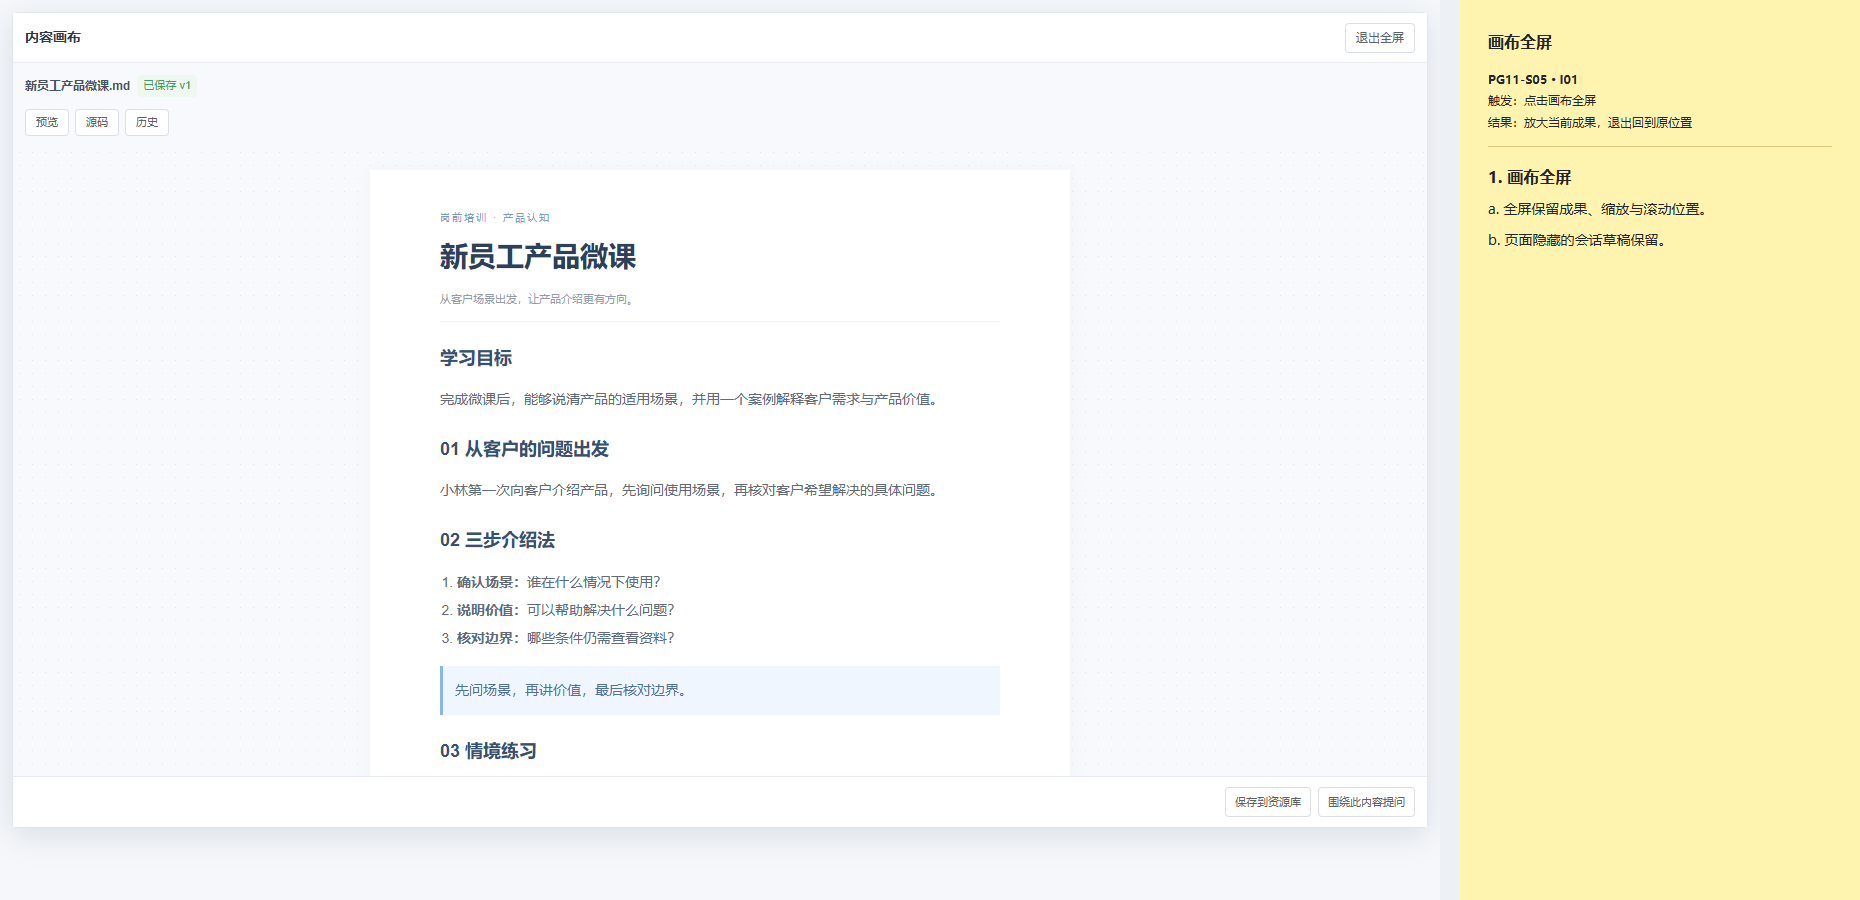 内容画布
退出全屏
新员工产品微课.md 已保存 v1
预览 源码 历史
岗前培训 · 产品认知
新员工产品微课
从客户场景出发，让产品介绍更有方向。
学习目标
完成微课后，能够说清产品的适用场景，并用一个案例解释客户需求与产品价值。
01 从客户的问题出发
小林第一次向客户介绍产品，先询问使用场景，再核对客户希望解决的具体问题。
02 三步介绍法
1. 确认场景：谁在什么情况下使用？
2. 说明价值：可以帮助解决什么问题？
3. 核对边界：哪些条件仍需查看资料？
先问场景，再讲价值，最后核对边界。
03 情境练习
保存到资源库 围绕此内容提问
画布全屏
PG11-S05 • I01
触发：点击画布全屏
结果：放大当前成果，退出回到原位置
1. 画布全屏
a. 全屏保留成果、缩放与滚动位置。
b. 页面隐藏的会话草稿保留。